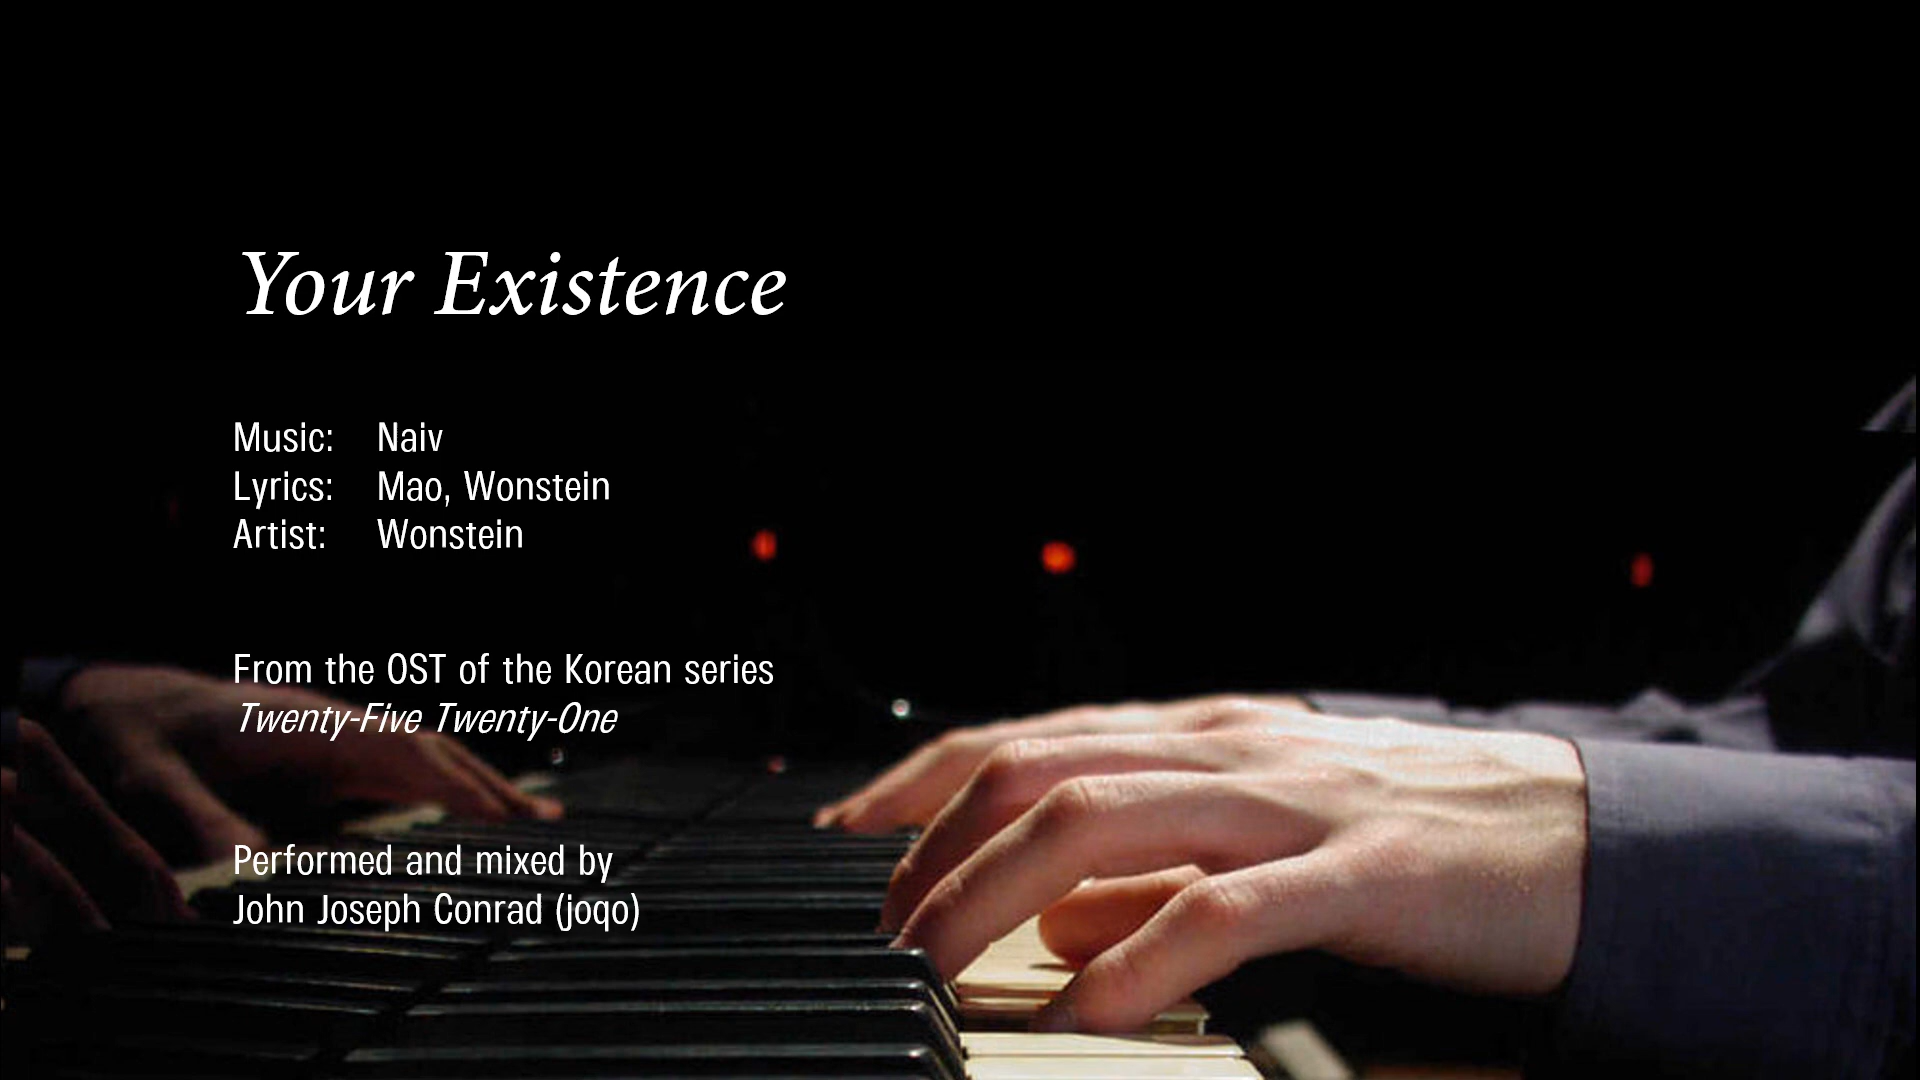 Your Existence
Music: Naiv
Lyrics: Mao, Wonstein
Artist: Wonstein
From the OST of the Korean series
Twenty-Five Twenty-One
Performed and mixed by
John Joseph Conrad (joqo)